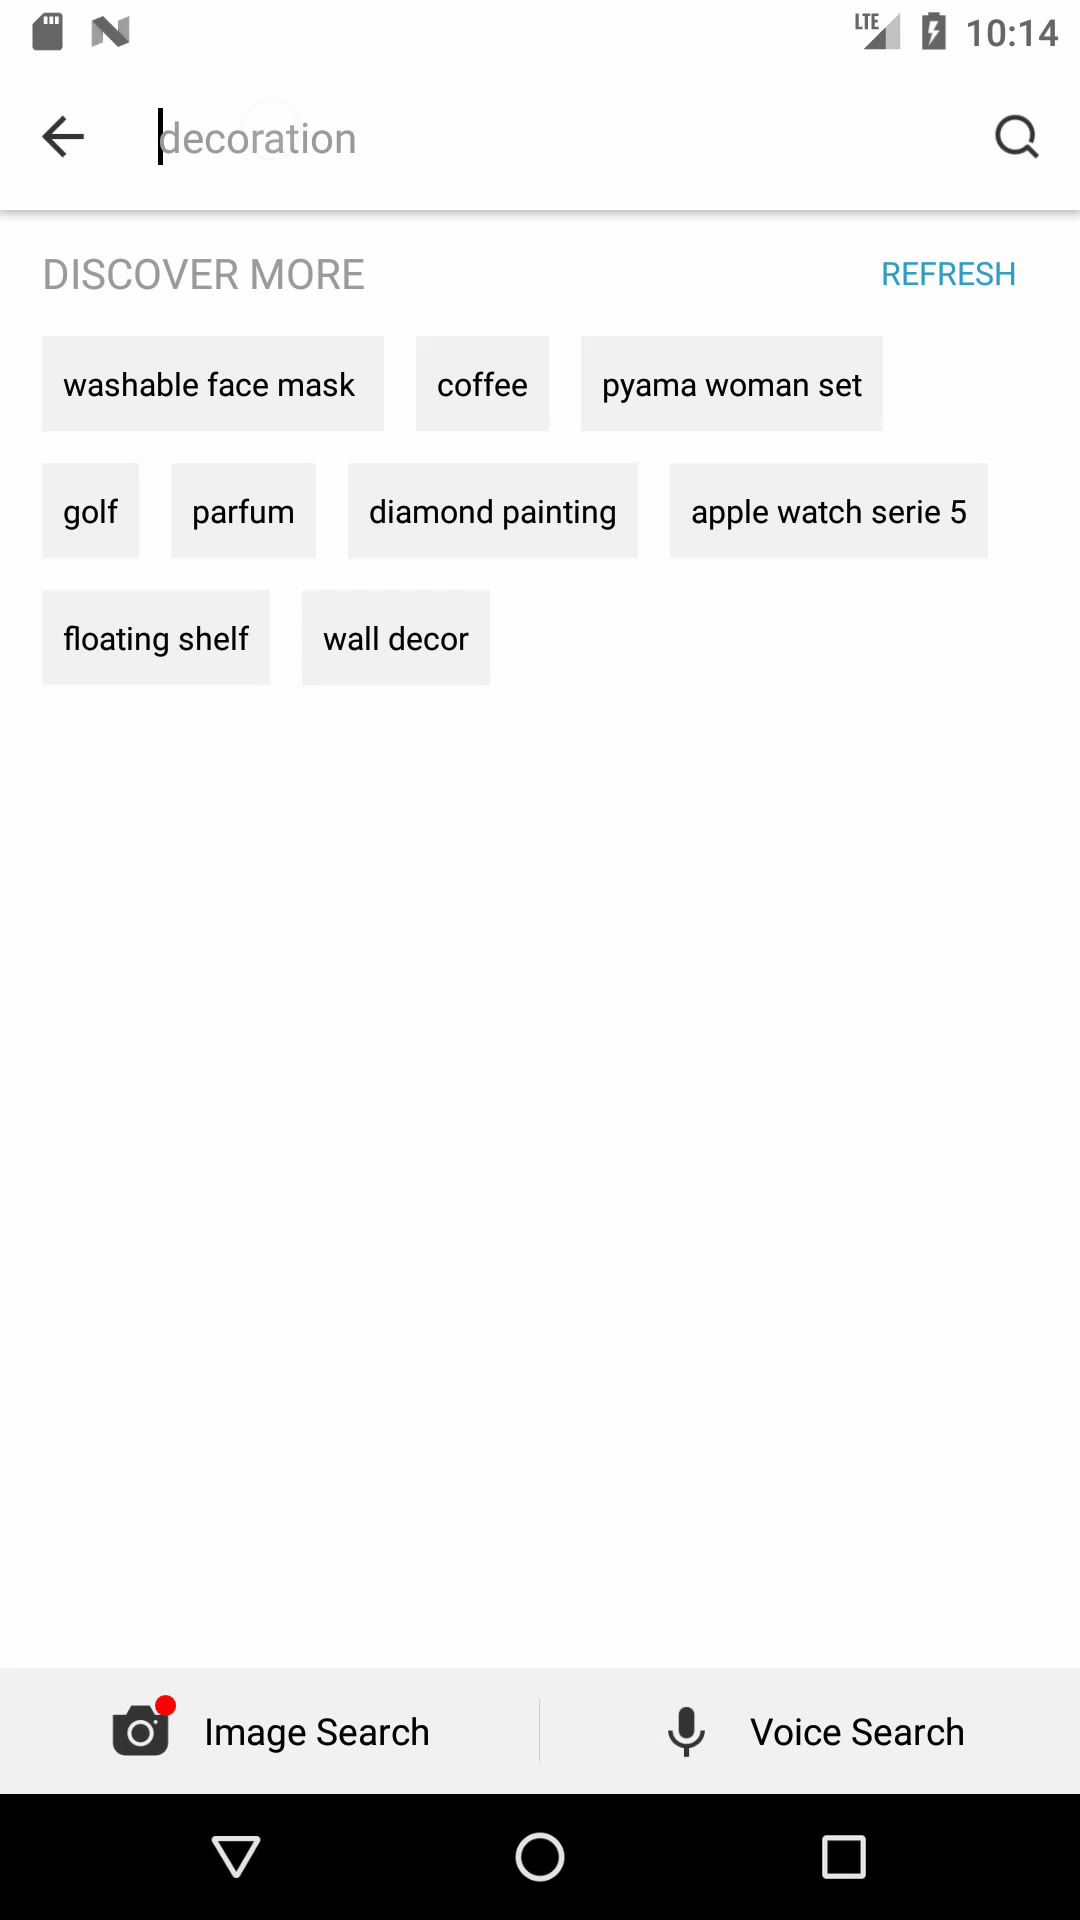 LTE 10:14
decoration
DISCOVER MORE REFRESH
washable face mask coffee pyama woman set
golf parfum diamond painting apple watch serie 5
floating shelf wall decor
Image Search Voice Search